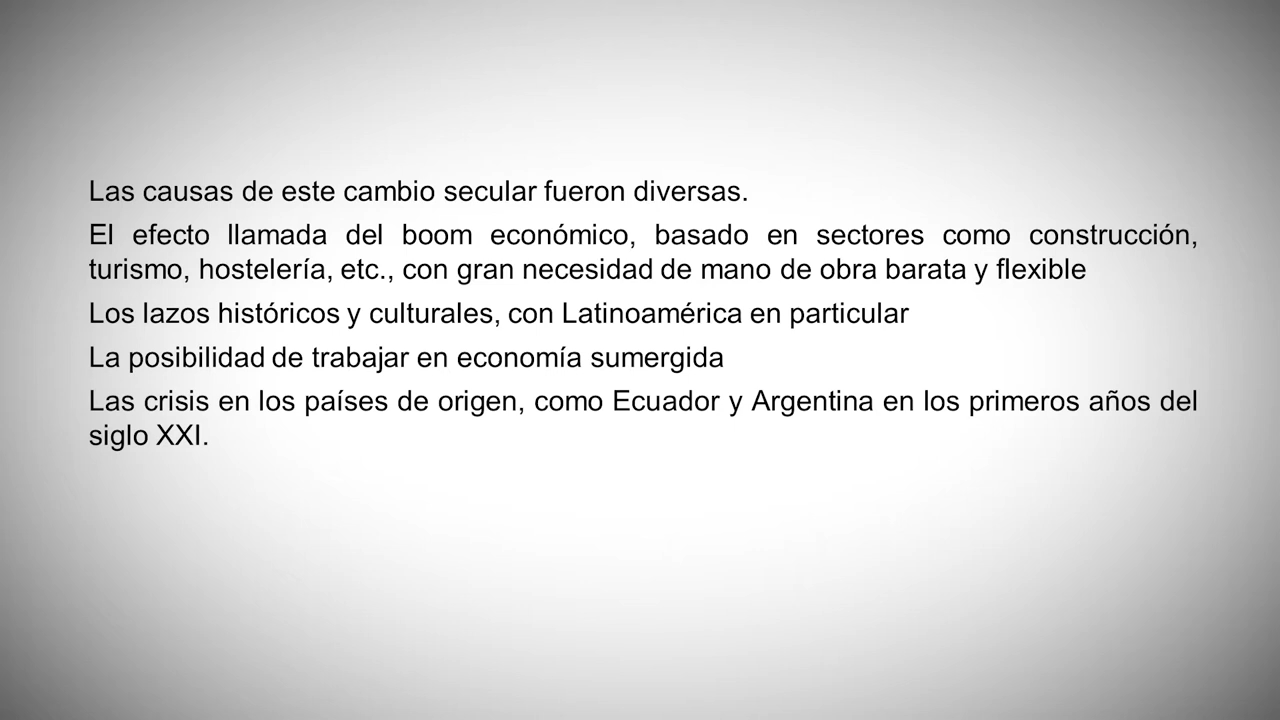 Las causas de este cambio secular fueron diversas.
El efecto llamada del boom económico, basado en sectores como construcción,
turismo, hostelería, etc., con gran necesidad de mano de obra barata y flexible
Los lazos históricos y culturales, con Latinoamérica en particular
La posibilidad de trabajar en economía sumergida
Las crisis en los países de origen, como Ecuador y Argentina en los primeros años del
siglo XXI.